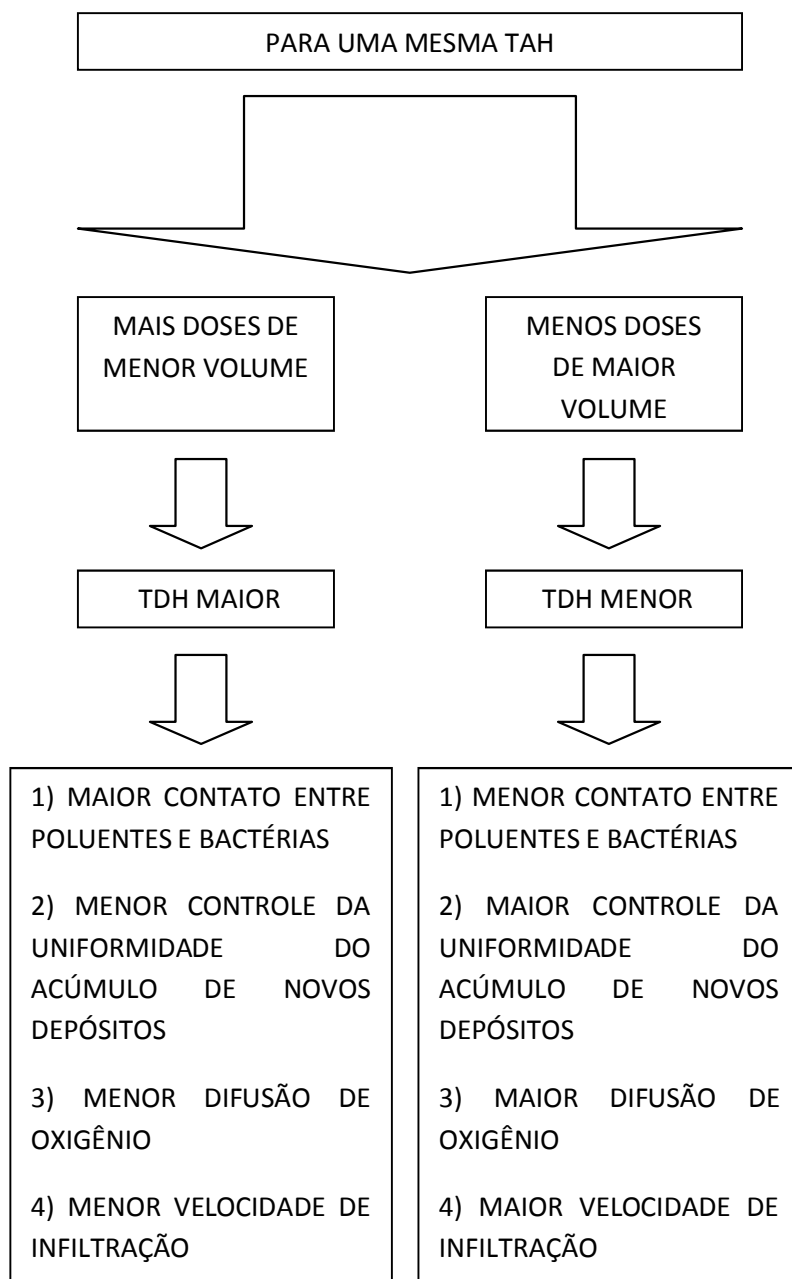 PARA UMA MESMA TAH
MAIS DOSES DE
MENOR VOLUME
MENOS DOSES
DE MAIOR
VOLUME
TDH MAIOR
TDH MENOR
1) MAIOR CONTATO ENTRE
POLUENTES E BACTÉRIAS
2) MENOR CONTROLE DA
UNIFORMIDADE DO
ACÚMULO DE NOVOS
DEPÓSITOS
3) MENOR DIFUSÃO DE
OXIGÊNIO
4) MENOR VELOCIDADE DE
INFILTRAÇÃO
1) MENOR CONTATO ENTRE
POLUENTES E BACTÉRIAS
2) MAIOR CONTROLE DA
UNIFORMIDADE DO
ACÚMULO DE NOVOS
DEPÓSITOS
3) MAIOR DIFUSÃO DE
OXIGÊNIO
4) MAIOR VELOCIDADE DE
INFILTRAÇÃO